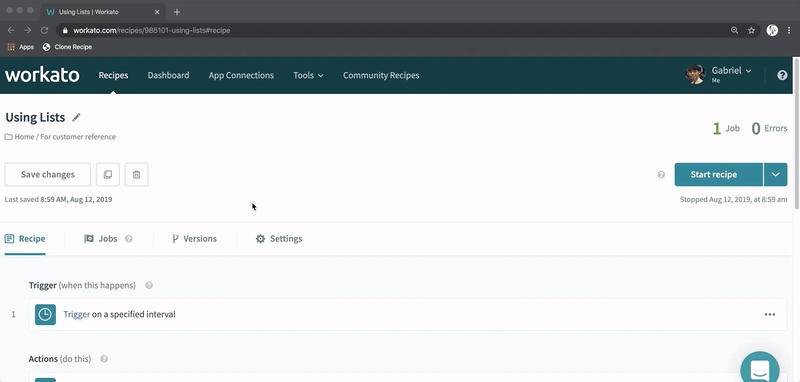 Using Lists | Workato
workato.com/recipes/985101-using-lists#recipe
Apps
Clone Recipe
workato
Recipes
Dashboard
App Connections
Tools
Community Recipes
Gabriel
Me
?
Using Lists
Home / For customer reference
1 Job
0 Errors
Save changes
?
Start recipe
Last saved 8:59 AM, Aug 12, 2019
Stopped Aug 12, 2019, at 8:59 am
Recipe
Jobs ?
Versions
Settings
Trigger (when this happens) ?
1
Trigger on a specified interval
Actions (do this) ?